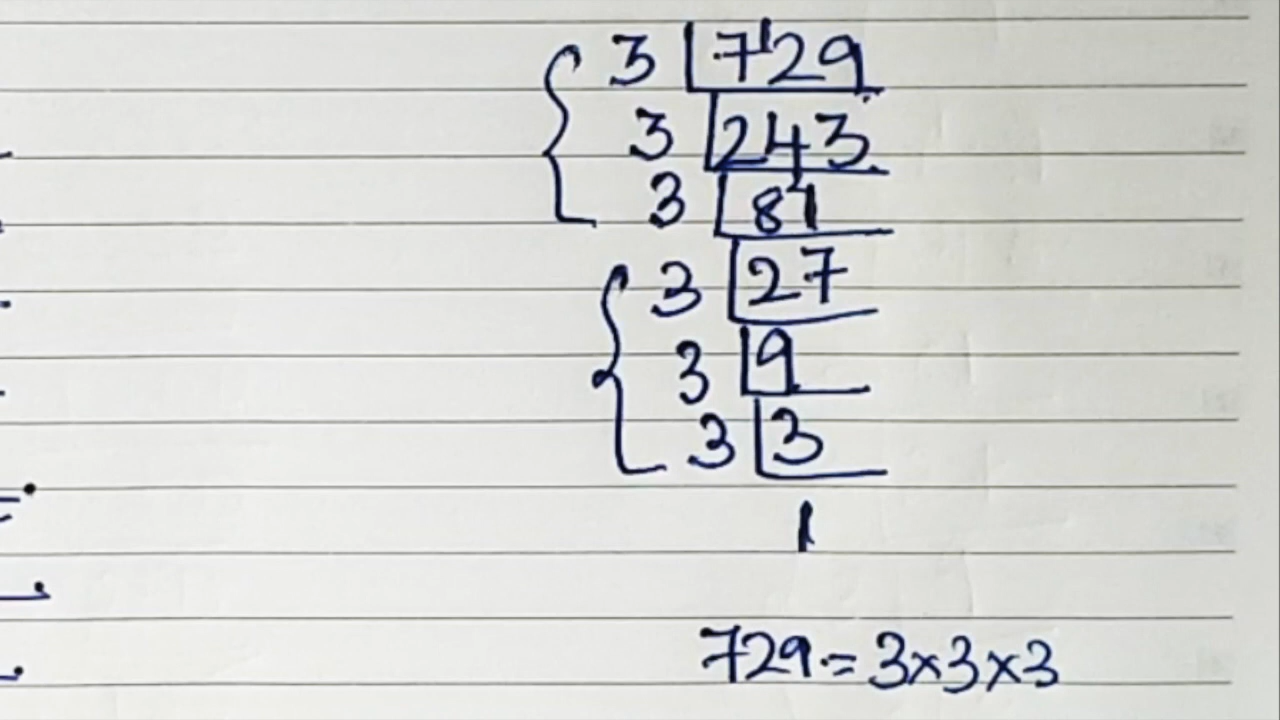 3 | 729
3 | 243
3 | 81
3 | 27
3 | 9
3 | 3
1
729 = 3×3×3